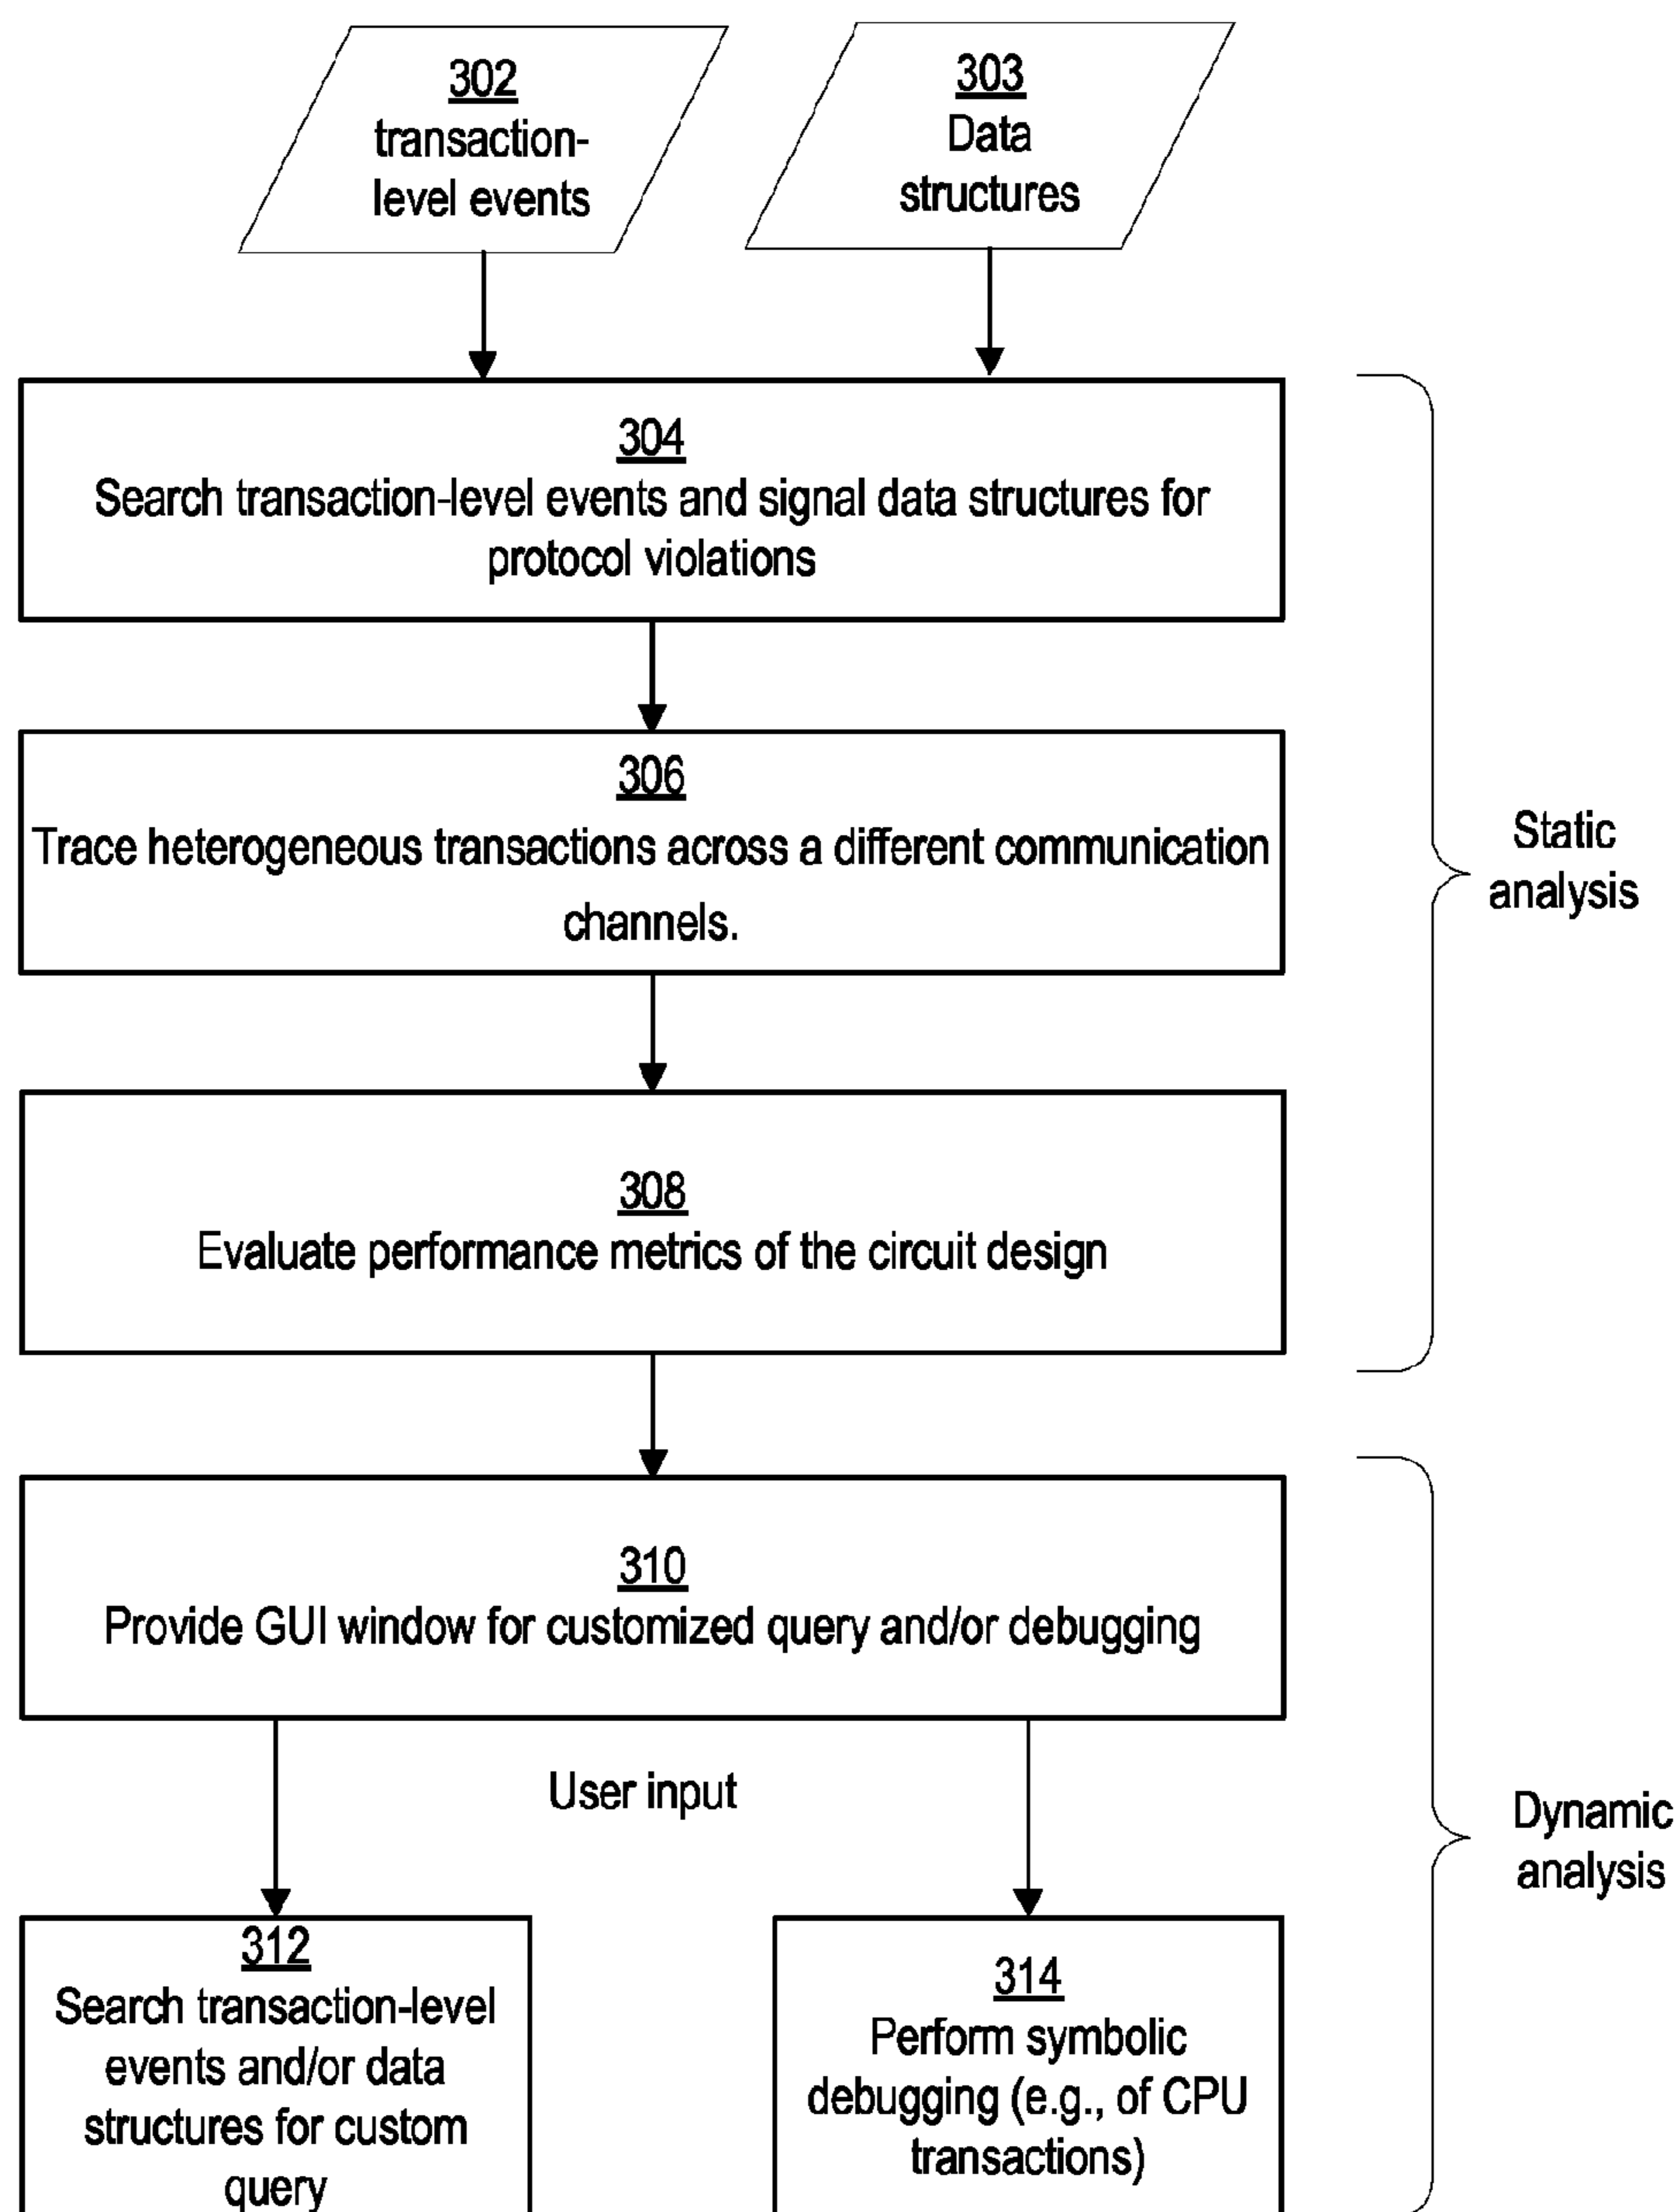 302
transaction-
level events
303
Data
structures
304
Search transaction-level events and signal data structures for
protocol violations
306
Trace heterogeneous transactions across a different communication
channels.
308
Evaluate performance metrics of the circuit design
Static
analysis
310
Provide GUI window for customized query and/or debugging
User input
312
Search transaction-level
events and/or data
structures for custom
query
314
Perform symbolic
debugging (e.g., of CPU
transactions)
Dynamic
analysis